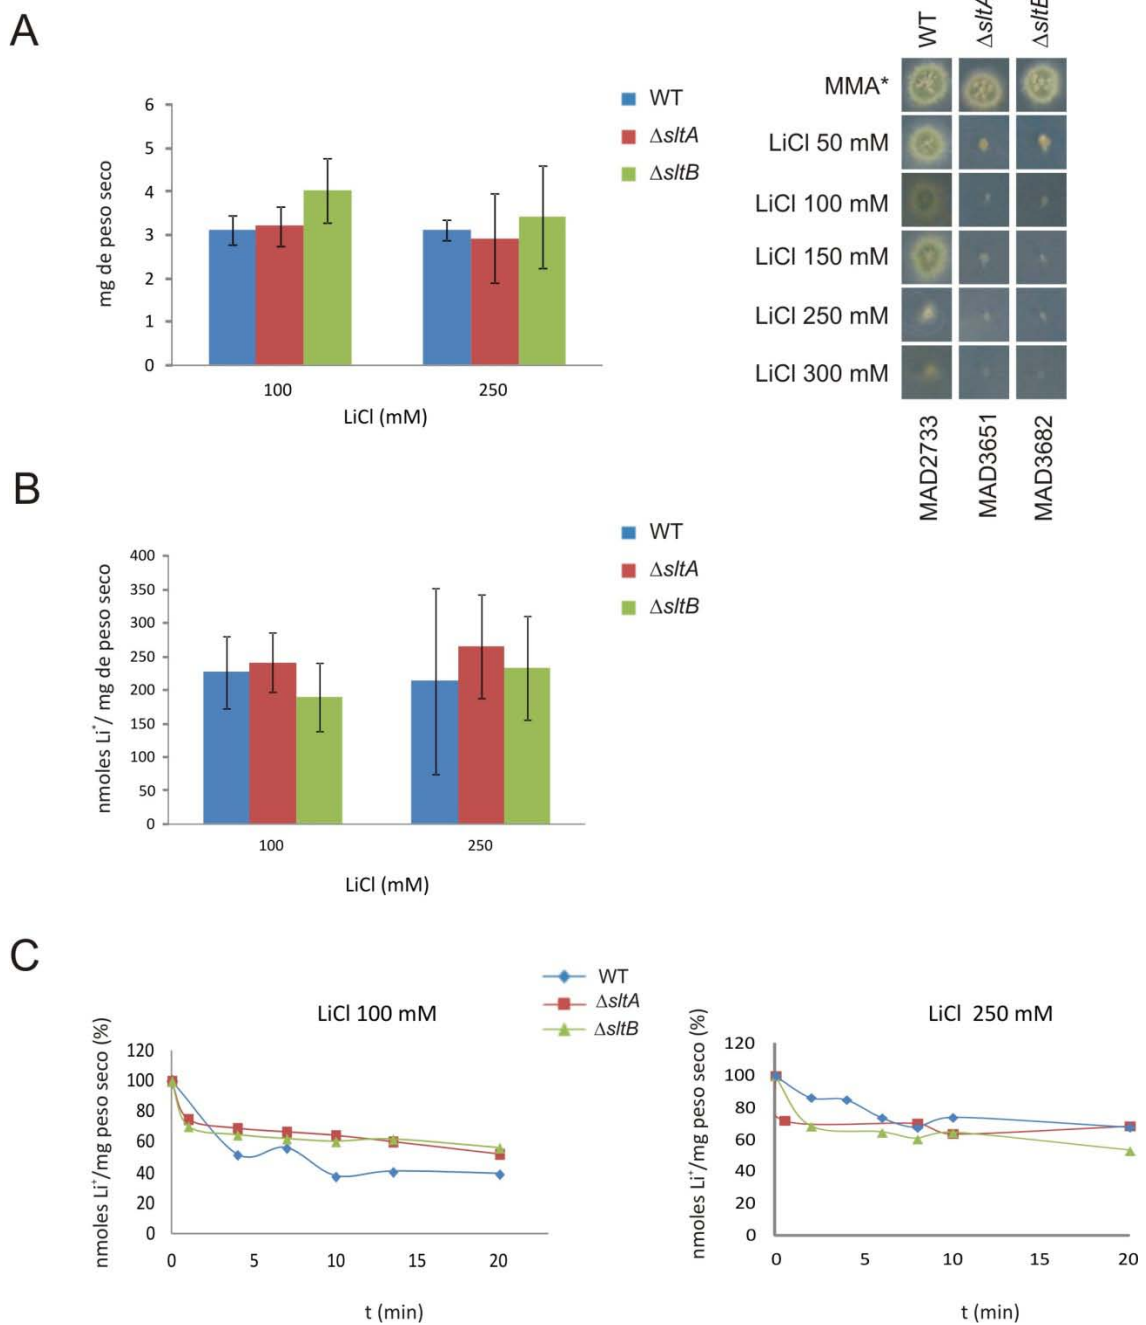 A
WT
ΔsltA
ΔsltB
6
5
4
3
2
1
0
mg de peso seco
100
250
LiCl (mM)
WT
ΔsltA
ΔsltB
MMA*
LiCl 50 mM
LiCl 100 mM
LiCl 150 mM
LiCl 250 mM
LiCl 300 mM
MAD2733
MAD3651
MAD3682
B
400
350
300
250
200
150
100
50
0
nmoles Li⁺/ mg de peso seco
100
250
LiCl (mM)
WT
ΔsltA
ΔsltB
C
WT
ΔsltA
ΔsltB
LiCl 100 mM
120
100
80
60
40
20
0
nmoles Li⁺/mg peso seco (%)
0
5
10
15
20
t (min)
LiCl 250 mM
120
100
80
60
40
20
0
nmoles Li⁺/mg peso seco (%)
0
5
10
15
20
t (min)